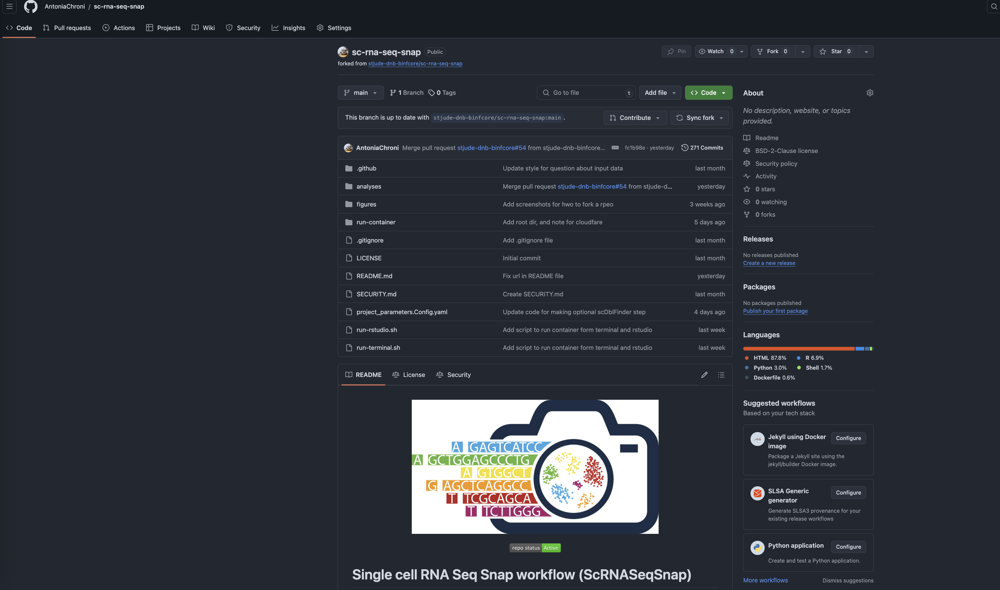 AntoniaChroni / sc-rna-seq-snap
Code Pull requests Actions Projects Wiki Security Insights Settings
sc-rna-seq-snap Public
Pin Watch 0 Fork 0 Star 0
forked from stjude-dnb-binfcore/sc-rna-seq-snap
main 1 Branch 0 Tags Go to file t Add file Code
This branch is up to date with stjude-dnb-binfcore/sc-rna-seq-snap:main .
Contribute Sync fork
AntoniaChroni Merge pull request stjude-dnb-binfcore#54 from stjude-dnb-binfcore... fc1b98e · yesterday 271 Commits
.github Update style for question about input data last month
analyses Merge pull request stjude-dnb-binfcore#54 from stjude-d... yesterday
figures Add screenshots for hwo to fork a rpeo 3 weeks ago
run-container Add root dir, and note for cloudfare 5 days ago
.gitignore Add .gitignore file last month
LICENSE Initial commit last month
README.md Fix url in README file yesterday
SECURITY.md Create SECURITY.md last month
project_parameters.Config.yaml Update code for making optional scDblFinder step 4 days ago
run-rstudio.sh Add script to run container form terminal and rstudio last week
run-terminal.sh Add script to run container form terminal and rstudio last week
README License Security
A GAGTCATCC
A GCTGGAGCCCTG
A GTGGCT
G AGCTCAGGCC
T TCGCAGCA
T TCTTGGG
repo status Active
Single cell RNA Seq Snap workflow (ScRNASeqSnap)
About
No description, website, or topics
provided.
Readme
BSD-2-Clause license
Security policy
Activity
0 stars
0 watching
0 forks
Releases
No releases published
Create a new release
Packages
No packages published
Publish your first package
Languages
HTML 87.8% R 6.9%
Python 3.0% Shell 1.7%
Dockerfile 0.6%
Suggested workflows
Based on your tech stack
Jekyll using Docker
image
Configure
Package a Jekyll site using the
jekyll/builder Docker image.
SLSA Generic
generator
Configure
Generate SLSA3 provenance for your
existing release workflows
Python application
Configure
Create and test a Python application.
More workflows Dismiss suggestions